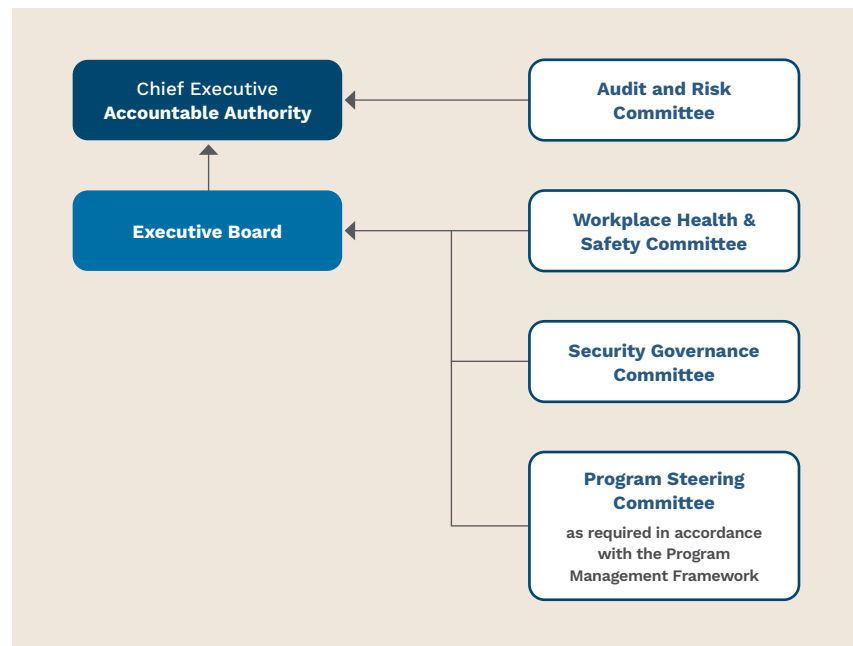 Chief Executive
Accountable Authority
Audit and Risk
Committee
Executive Board
Workplace Health &
Safety Committee
Security Governance
Committee
Program Steering
Committee
as required in accordance
with the Program
Management Framework